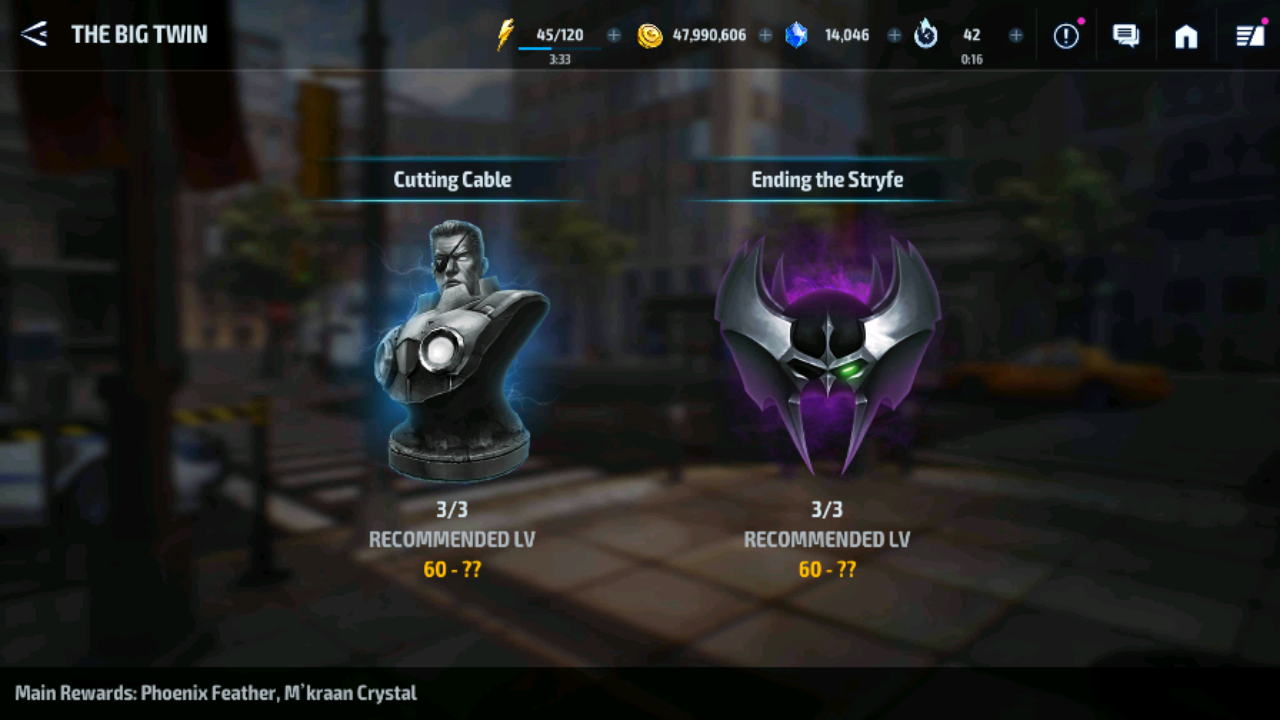 THE BIG TWIN
45/120
47,990,606
14,046
42
3:33
0:16
Cutting Cable
Ending the Stryfe
3/3
3/3
RECOMMENDED LV
RECOMMENDED LV
60 - ??
60 - ??
Main Rewards: Phoenix Feather, M`kraan Crystal